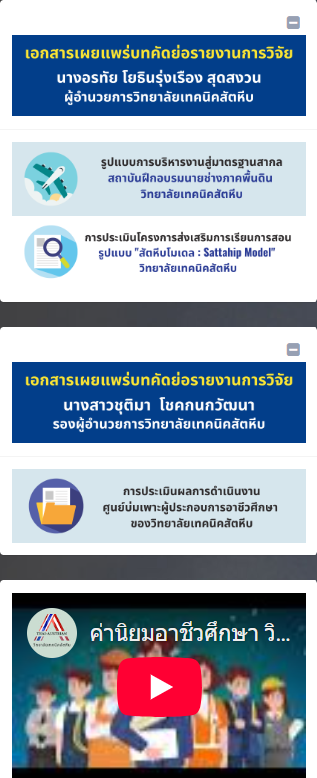 เอกสารเผยแพร่บทคัดย่อรายงานการวิจัย
นางอรทัย โยธินรุ่งเรือง สุดสงวน
ผู้อำนวยการวิทยาลัยเทคนิคสัตหีบ
รูปแบบการบริหารงานสู่มาตรฐานสากล
สถาบันฝึกอบรมนายช่างภาคพื้นดิน
วิทยาลัยเทคนิคสัตหีบ
การประเมินโครงการส่งเสริมการเรียนการสอน
รูปแบบ "สัตหีบโมเดล : Sattahip Model"
วิทยาลัยเทคนิคสัตหีบ
เอกสารเผยแพร่บทคัดย่อรายงานการวิจัย
นางสาวชุติมา โชคกนกวัฒนา
รองผู้อำนวยการวิทยาลัยเทคนิคสัตหีบ
การประเมินผลการดำเนินงาน
ศูนย์บ่มเพาะผู้ประกอบการอาชีวศึกษา
ของวิทยาลัยเทคนิคสัตหีบ
ค่านิยมอาชีวศึกษา วิ...
THAI-AUSTRIAN
วิทยาลัยเทคนิคสัตหีบ